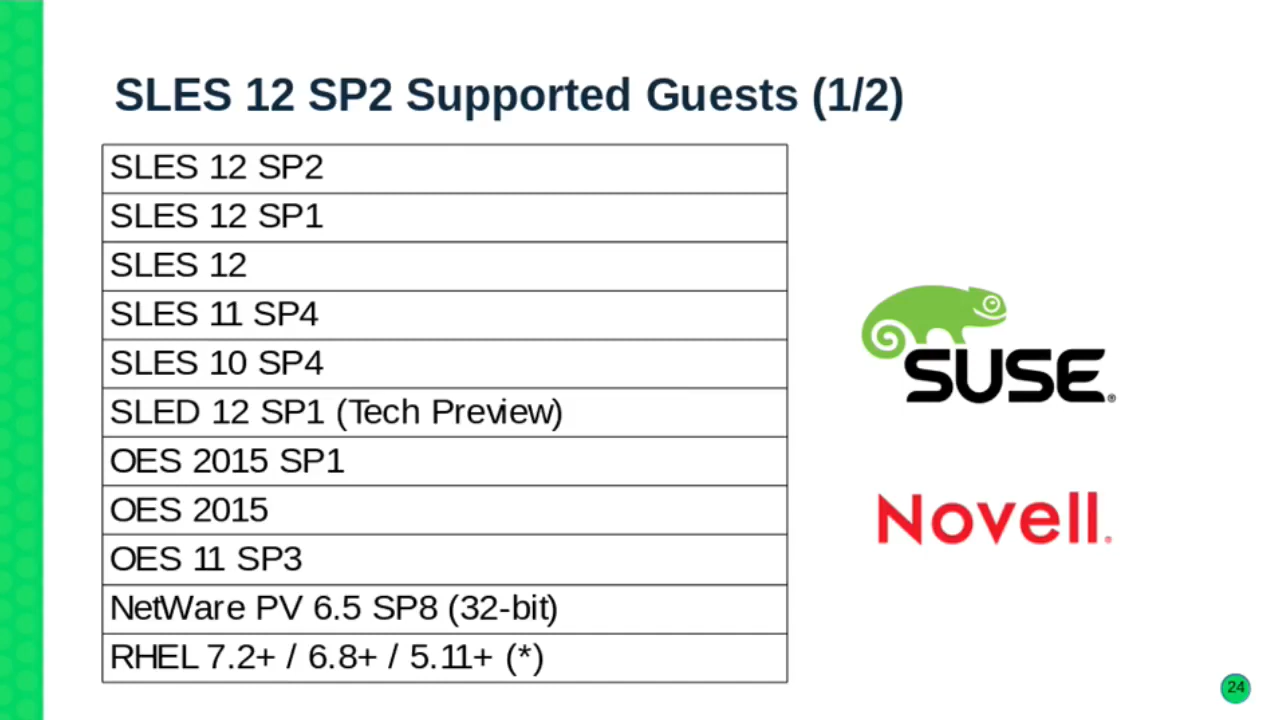 SLES 12 SP2 Supported Guests (1/2)
SLES 12 SP2
SLES 12 SP1
SLES 12
SLES 11 SP4
SLES 10 SP4
SLED 12 SP1 (Tech Preview)
OES 2015 SP1
OES 2015
OES 11 SP3
NetWare PV 6.5 SP8 (32-bit)
RHEL 7.2+ / 6.8+ / 5.11+ (*)
SUSE®
Novell®
24